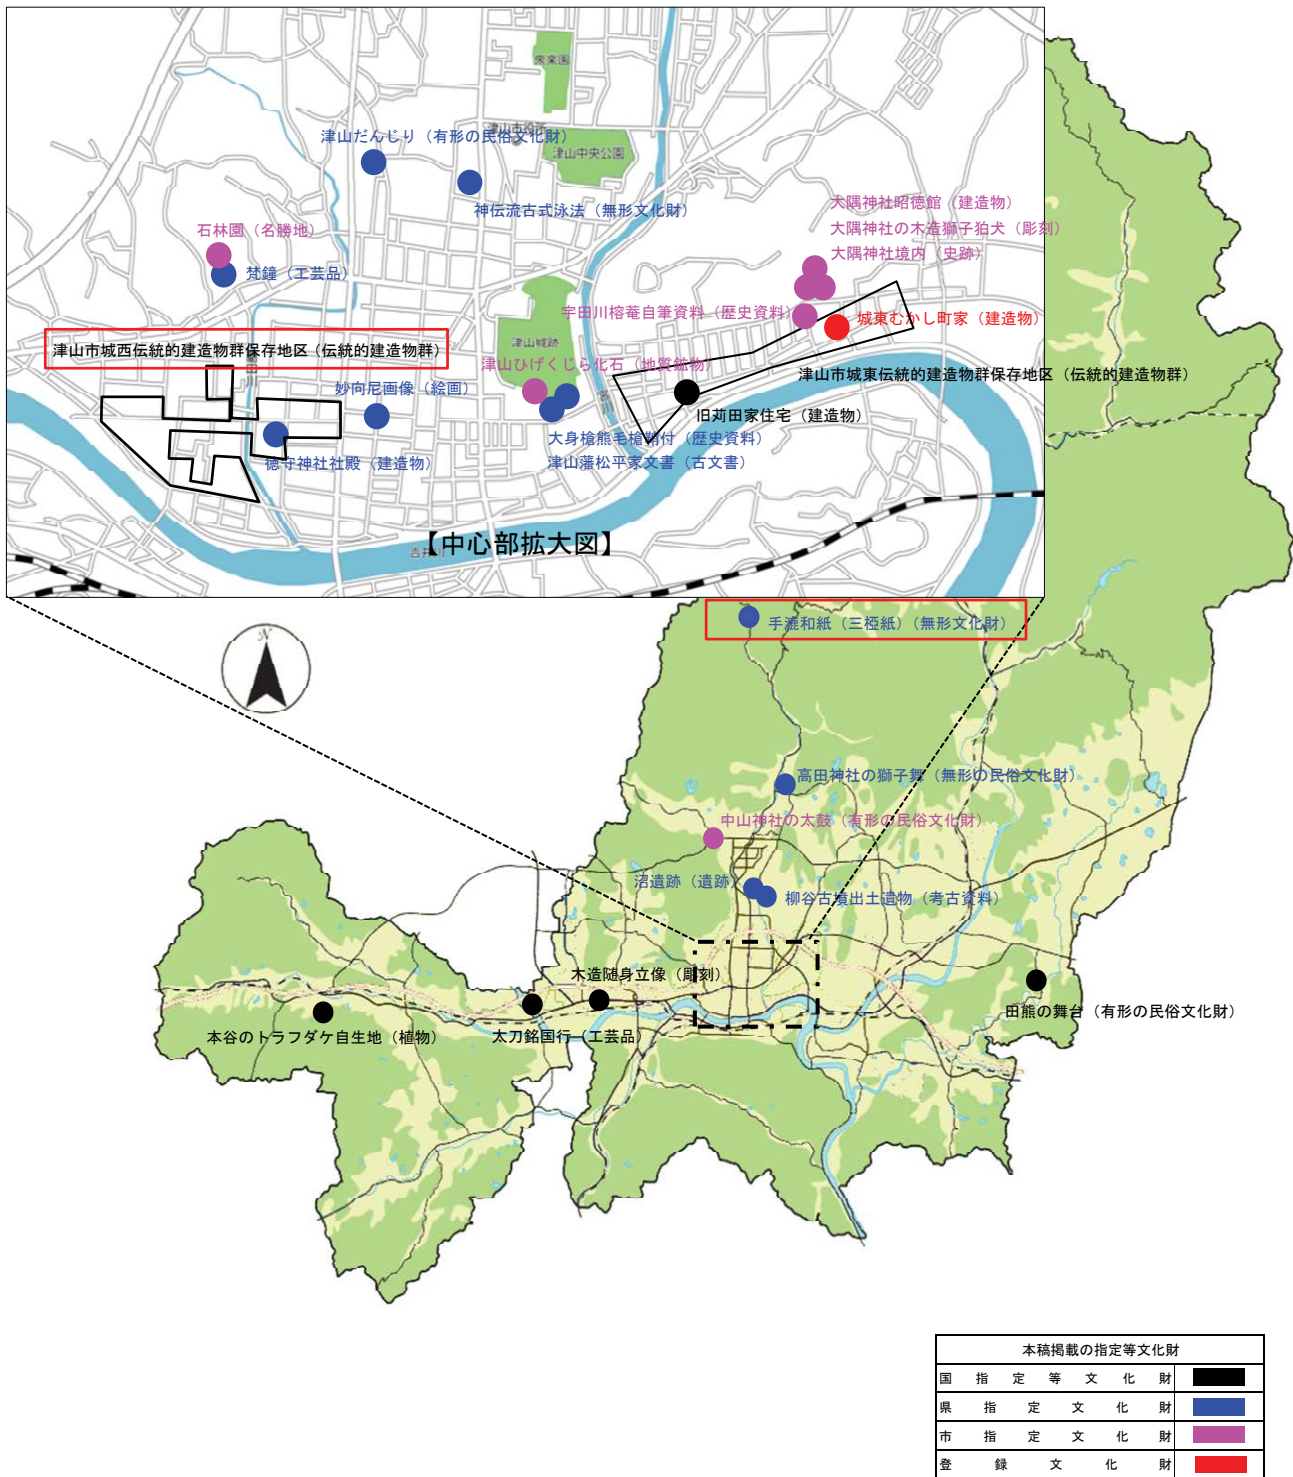 衆楽園
津山市役所
津山だんじり（有形の民俗文化財）
津山中央公園
神伝流古式泳法（無形文化財）
大隅神社昭徳館（建造物）
大隅神社の木造獅子狛犬（彫刻）
大隅神社境内（史跡）
石林園（名勝地）
梵鐘（工芸品）
宇田川榕菴自筆資料（歴史資料）
城東むかし町家（建造物）
津山市城西伝統的建造物群保存地区（伝統的建造物群）
津山城跡
津山ひげくじら化石（地質鉱物）
津山市城東伝統的建造物群保存地区（伝統的建造物群）
妙向尼画像（絵画）
旧苅田家住宅（建造物）
大身槍熊毛槍鞘付（歴史資料）
津山藩松平家文書（古文書）
徳守神社社殿（建造物）
【中心部拡大図】
手漉和紙（三椏紙）（無形文化財）
N
高田神社の獅子舞（無形の民俗文化財）
中山神社の太鼓（有形の民俗文化財）
沼遺跡（遺跡）
柳谷古墳出土遺物（考古資料）
木造随身立像（彫刻）
田熊の舞台（有形の民俗文化財）
本谷のトラフダケ自生地（植物）
太刀銘国行（工芸品）
本稿掲載の指定等文化財
国指定等文化財
県指定文化財
市指定文化財
登録文化財